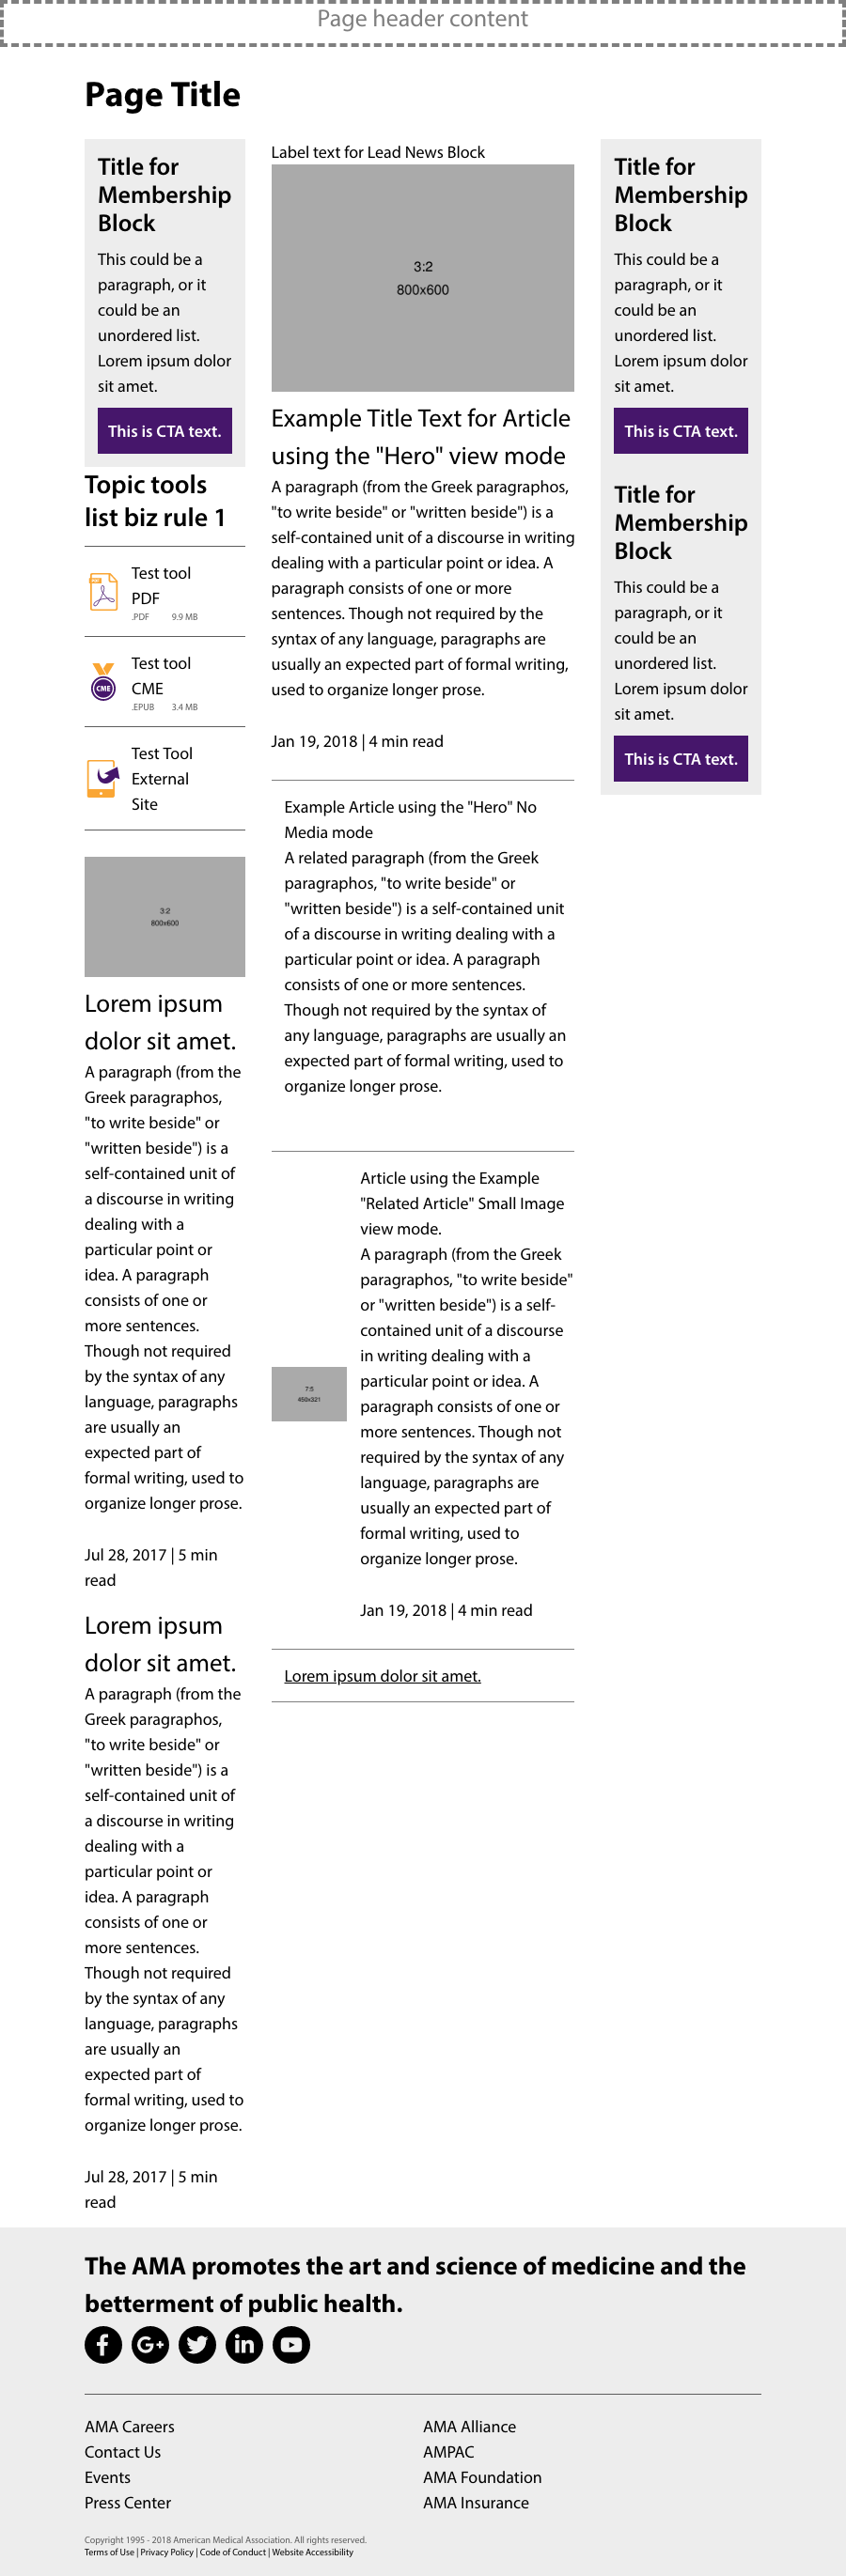 Page header content
Page Title
Title for
Membership
Block
This could be a
paragraph, or it
could be an
unordered list.
Lorem ipsum dolor
sit amet.
This is CTA text.
Topic tools
list biz rule 1
Test tool
PDF
.PDF 9.9 MB
Test tool
CME
CME
.EPUB 3.4 MB
Test Tool
External
Site
3:2
800x600
Lorem ipsum
dolor sit amet.
A paragraph (from the
Greek paragraphos,
"to write beside" or
"written beside") is a
self-contained unit of
a discourse in writing
dealing with a
particular point or
idea. A paragraph
consists of one or
more sentences.
Though not required
by the syntax of any
language, paragraphs
are usually an
expected part of
formal writing, used to
organize longer prose.
Jul 28, 2017 | 5 min
read
Lorem ipsum
dolor sit amet.
A paragraph (from the
Greek paragraphos,
"to write beside" or
"written beside") is a
self-contained unit of
a discourse in writing
dealing with a
particular point or
idea. A paragraph
consists of one or
more sentences.
Though not required
by the syntax of any
language, paragraphs
are usually an
expected part of
formal writing, used to
organize longer prose.
Jul 28, 2017 | 5 min
read
Label text for Lead News Block
3:2
800x600
Example Title Text for Article
using the "Hero" view mode
A paragraph (from the Greek paragraphos,
"to write beside" or "written beside") is a
self-contained unit of a discourse in writing
dealing with a particular point or idea. A
paragraph consists of one or more
sentences. Though not required by the
syntax of any language, paragraphs are
usually an expected part of formal writing,
used to organize longer prose.
Jan 19, 2018 | 4 min read
Example Article using the "Hero" No
Media mode
A related paragraph (from the Greek
paragraphos, "to write beside" or
"written beside") is a self-contained unit
of a discourse in writing dealing with a
particular point or idea. A paragraph
consists of one or more sentences.
Though not required by the syntax of
any language, paragraphs are usually an
expected part of formal writing, used to
organize longer prose.
7:5
450x321
Article using the Example
"Related Article" Small Image
view mode.
A paragraph (from the Greek
paragraphos, "to write beside"
or "written beside") is a self-
contained unit of a discourse
in writing dealing with a
particular point or idea. A
paragraph consists of one or
more sentences. Though not
required by the syntax of any
language, paragraphs are
usually an expected part of
formal writing, used to
organize longer prose.
Jan 19, 2018 | 4 min read
Lorem ipsum dolor sit amet.
Title for
Membership
Block
This could be a
paragraph, or it
could be an
unordered list.
Lorem ipsum dolor
sit amet.
This is CTA text.
Title for
Membership
Block
This could be a
paragraph, or it
could be an
unordered list.
Lorem ipsum dolor
sit amet.
This is CTA text.
The AMA promotes the art and science of medicine and the
betterment of public health.
AMA Careers
Contact Us
Events
Press Center
AMA Alliance
AMPAC
AMA Foundation
AMA Insurance
Copyright 1995 - 2018 American Medical Association. All rights reserved.
Terms of Use | Privacy Policy | Code of Conduct | Website Accessibility